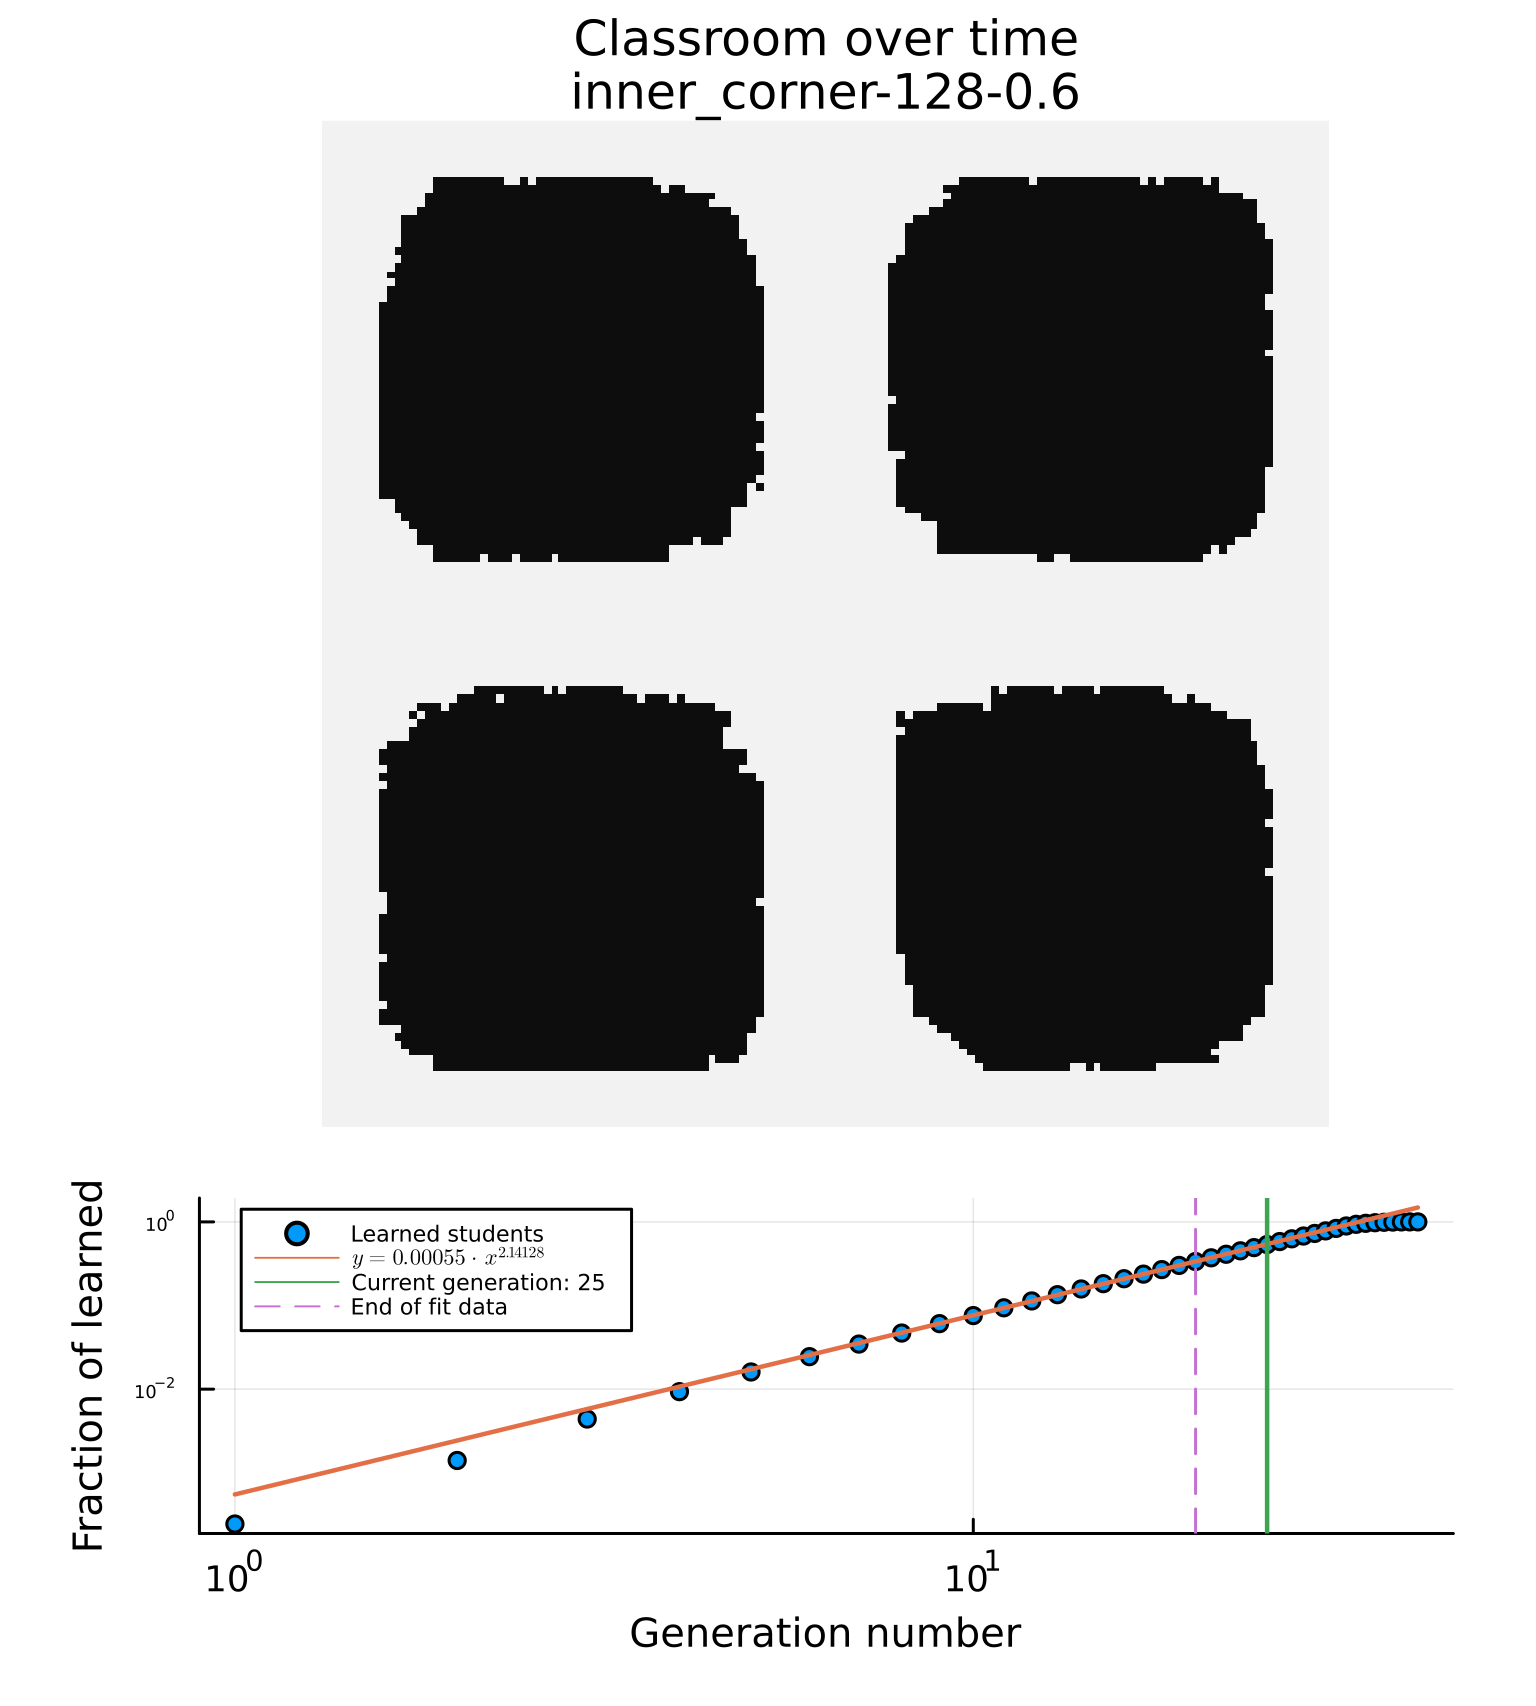 Classroom over time
inner_corner-128-0.6
Fraction of learned
10^0
10^-2
Learned students
y = 0.00055 · x^2.14128
Current generation: 25
End of fit data
10^0
10^1
Generation number